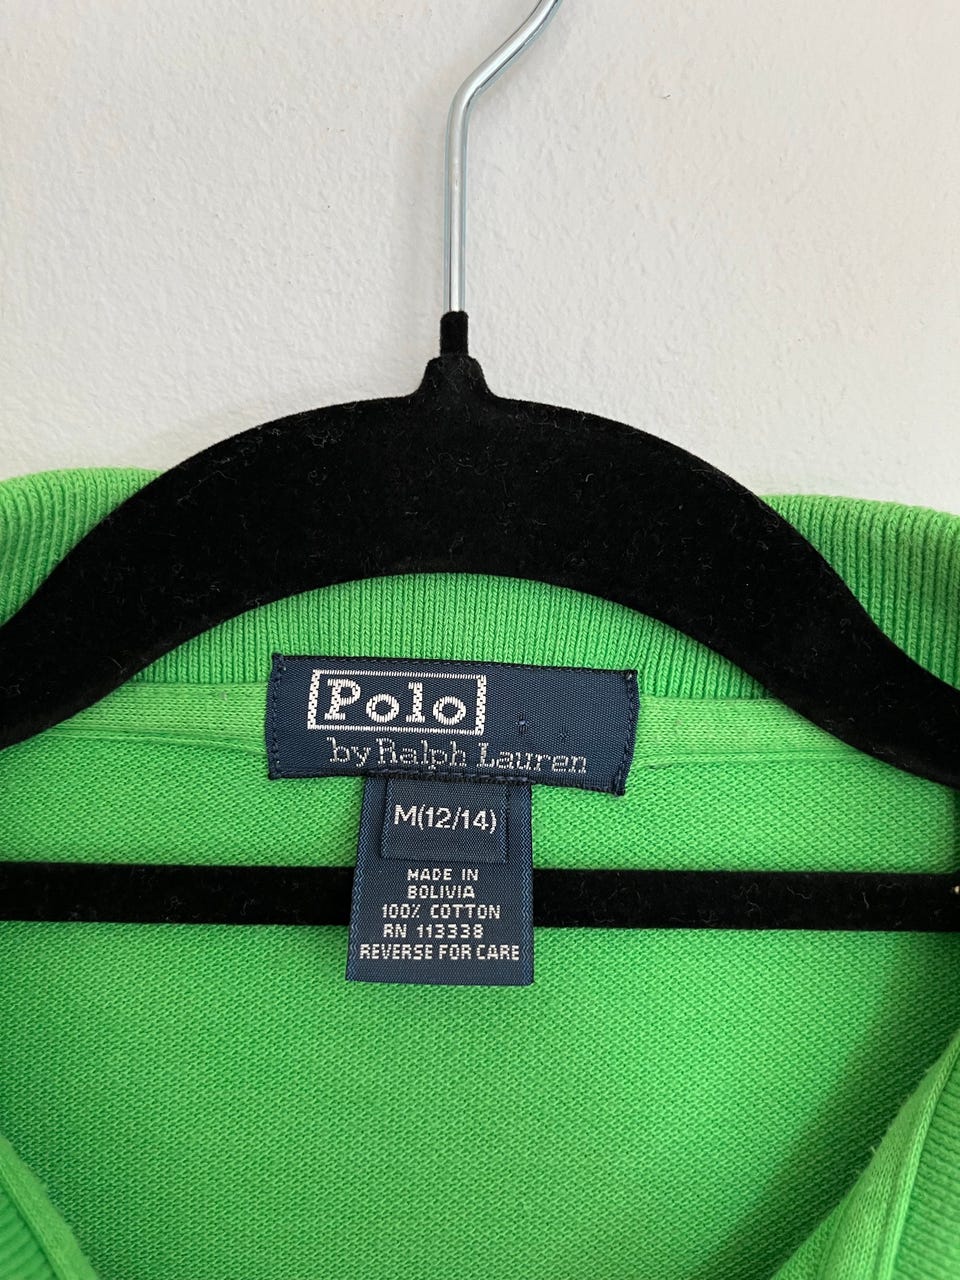 Polo
by Ralph Lauren
M(12/14)
MADE IN
BOLIVIA
100% COTTON
RN 113338
REVERSE FOR CARE